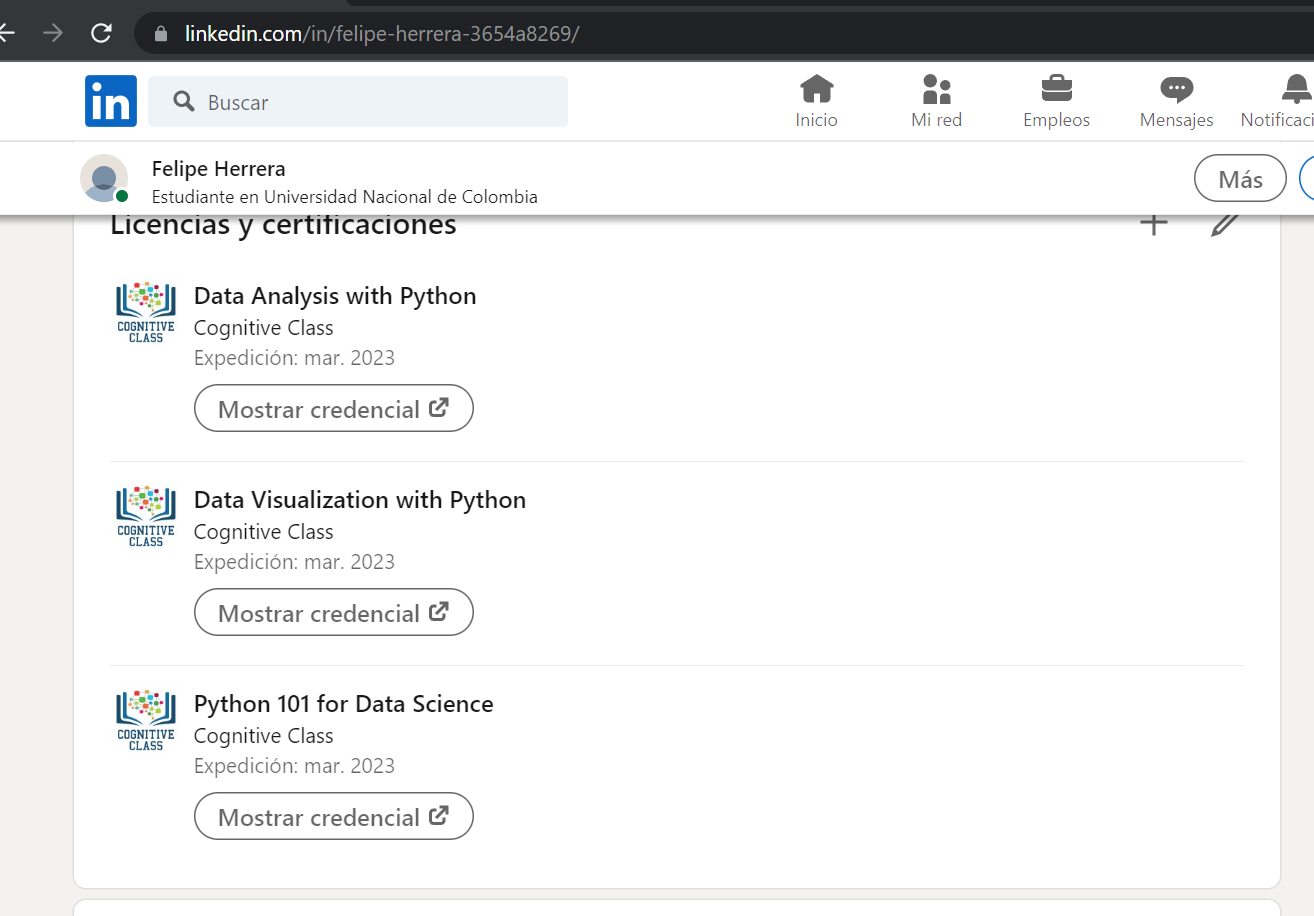 linkedin.com/in/felipe-herrera-3654a8269/
in
Buscar
Inicio
Mi red
Empleos
Mensajes
Notificaci
Felipe Herrera
Estudiante en Universidad Nacional de Colombia
Más
Licencias y certificaciones
COGNITIVE
CLASS
Data Analysis with Python
Cognitive Class
Expedición: mar. 2023
Mostrar credencial
COGNITIVE
CLASS
Data Visualization with Python
Cognitive Class
Expedición: mar. 2023
Mostrar credencial
COGNITIVE
CLASS
Python 101 for Data Science
Cognitive Class
Expedición: mar. 2023
Mostrar credencial